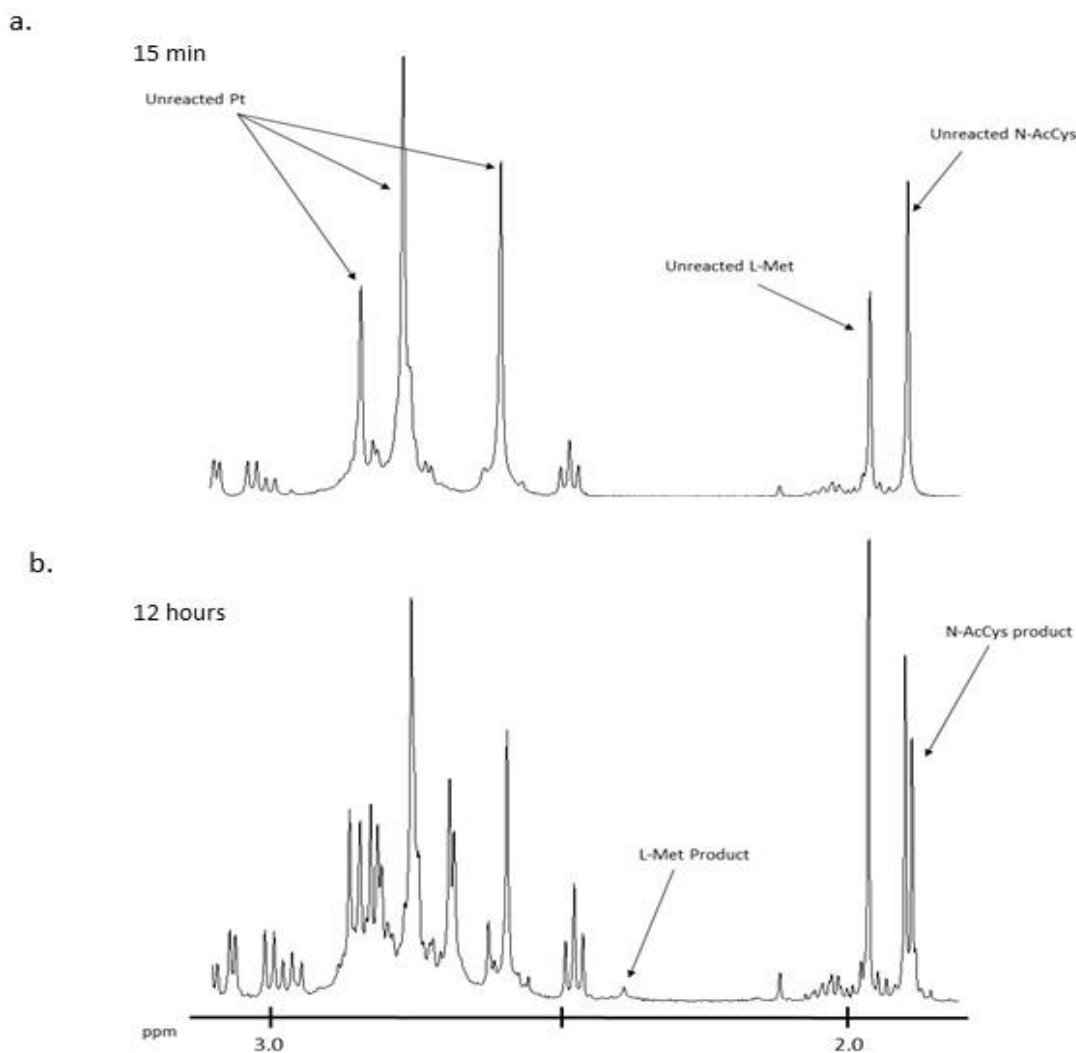 a.
15 min
Unreacted Pt
Unreacted N-AcCys
Unreacted L-Met
b.
12 hours
N-AcCys product
L-Met Product
ppm
3.0
2.0